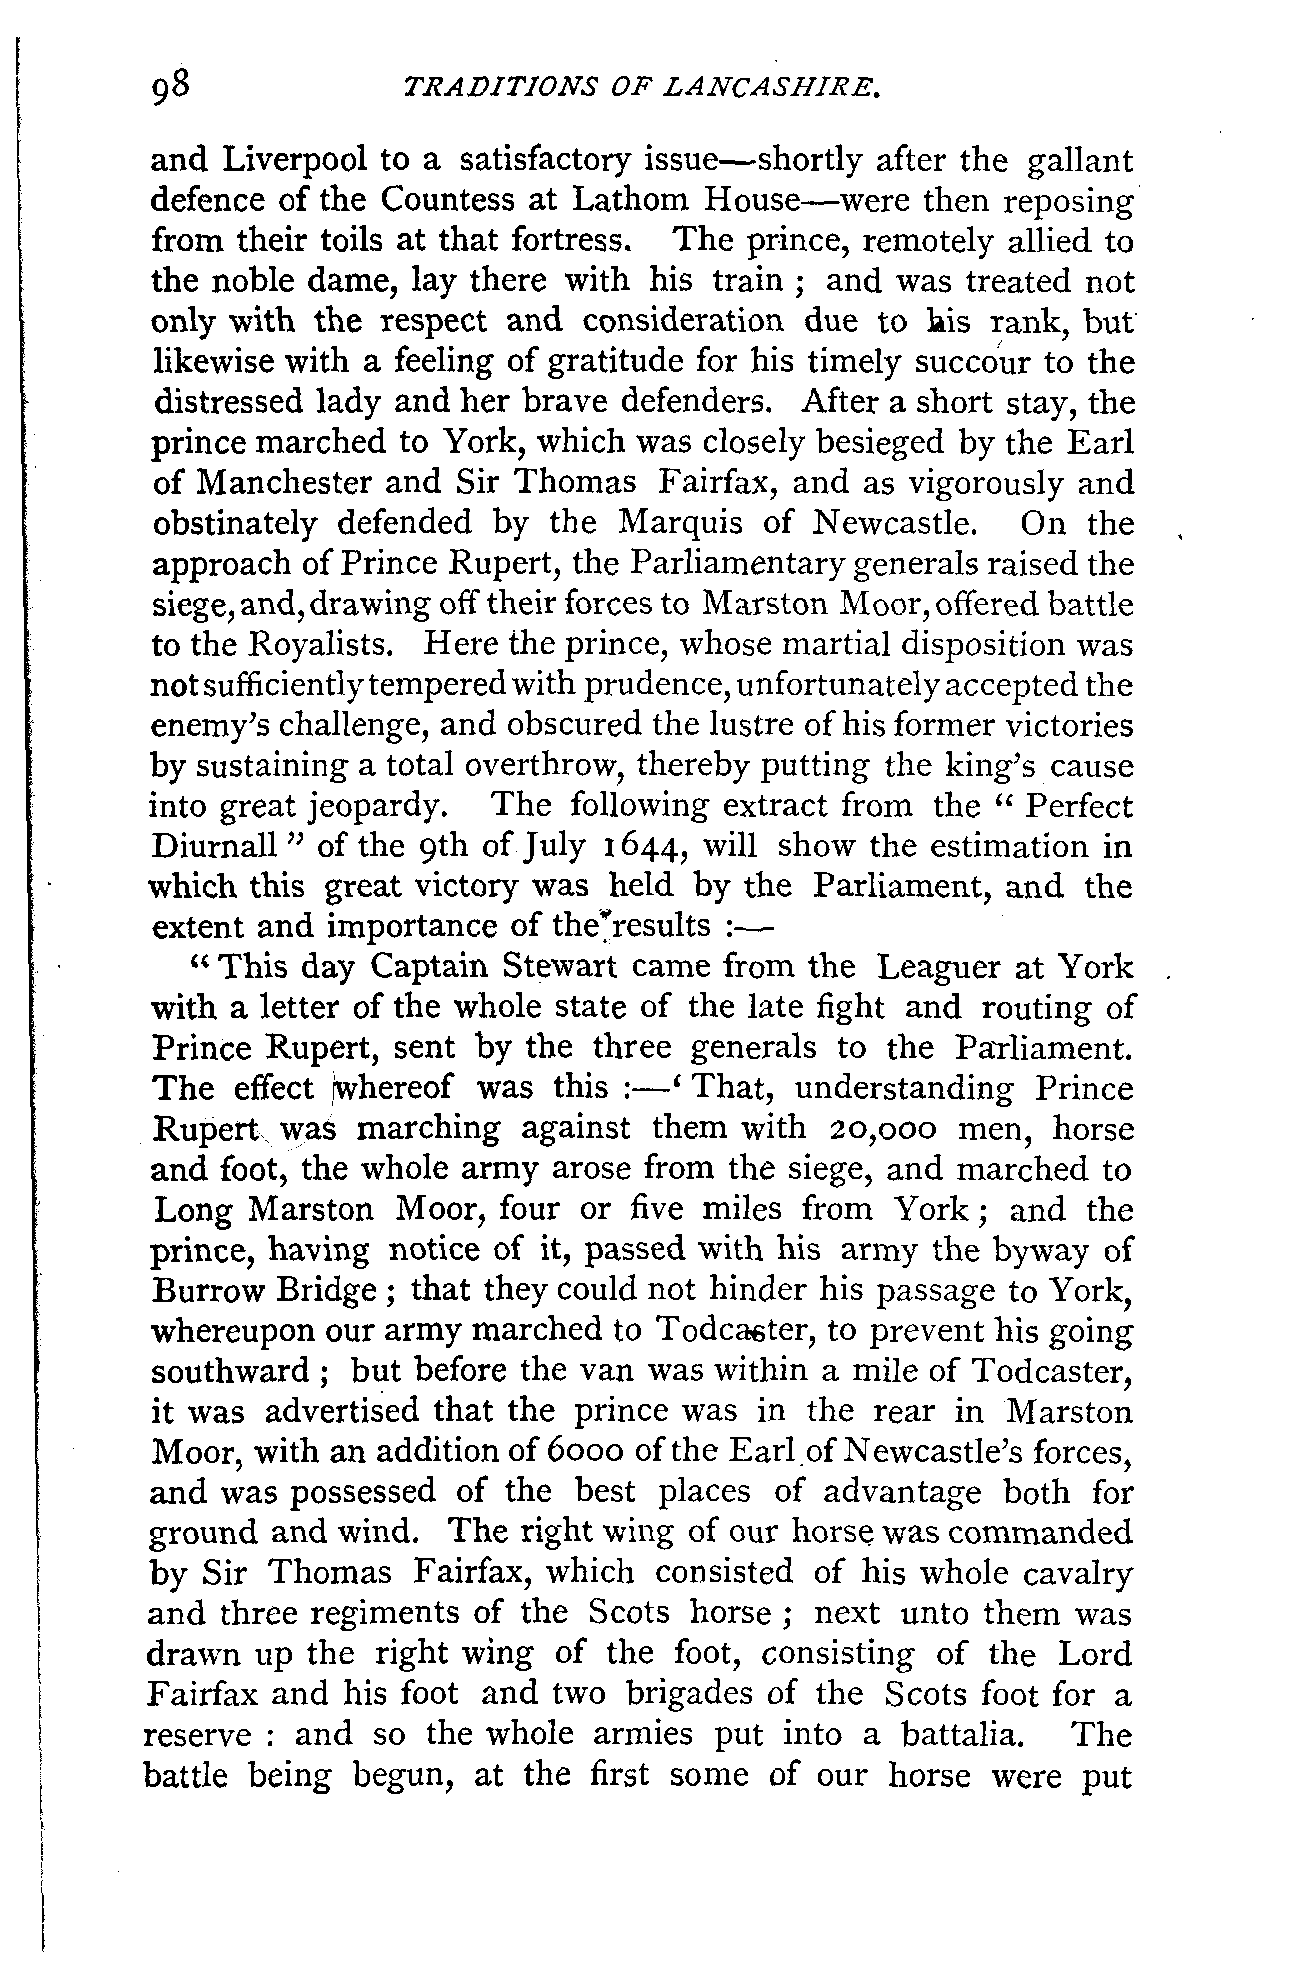 98 TRADITIONS OF LANCASHIRE.
and Liverpool to a satisfactory issue—shortly after the gallant
defence of the Countess at Lathom House—were then reposing
from their toils at that fortress. The prince, remotely allied to
the noble dame, lay there with his train ; and was treated not
only with the respect and consideration due to his rank, but
likewise with a feeling of gratitude for his timely succour to the
distressed lady and her brave defenders. After a short stay, the
prince marched to York, which was closely besieged by the Earl
of Manchester and Sir Thomas Fairfax, and as vigorously and
obstinately defended by the Marquis of Newcastle. On the
approach of Prince Rupert, the Parliamentary generals raised the
siege, and, drawing off their forces to Marston Moor, offered battle
to the Royalists. Here the prince, whose martial disposition was
not sufficiently tempered with prudence, unfortunately accepted the
enemy's challenge, and obscured the lustre of his former victories
by sustaining a total overthrow, thereby putting the king's cause
into great jeopardy. The following extract from the " Perfect
Diurnall " of the 9th of July 1644, will show the estimation in
which this great victory was held by the Parliament, and the
extent and importance of the results :—
" This day Captain Stewart came from the Leaguer at York
with a letter of the whole state of the late fight and routing of
Prince Rupert, sent by the three generals to the Parliament.
The effect whereof was this :—' That, understanding Prince
Rupert was marching against them with 20,000 men, horse
and foot, the whole army arose from the siege, and marched to
Long Marston Moor, four or five miles from York ; and the
prince, having notice of it, passed with his army the byway of
Burrow Bridge ; that they could not hinder his passage to York,
whereupon our army marched to Todcaster, to prevent his going
southward ; but before the van was within a mile of Todcaster,
it was advertised that the prince was in the rear in Marston
Moor, with an addition of 6000 of the Earl of Newcastle's forces,
and was possessed of the best places of advantage both for
ground and wind. The right wing of our horse was commanded
by Sir Thomas Fairfax, which consisted of his whole cavalry
and three regiments of the Scots horse ; next unto them was
drawn up the right wing of the foot, consisting of the Lord
Fairfax and his foot and two brigades of the Scots foot for a
reserve : and so the whole armies put into a battalia. The
battle being begun, at the first some of our horse were put